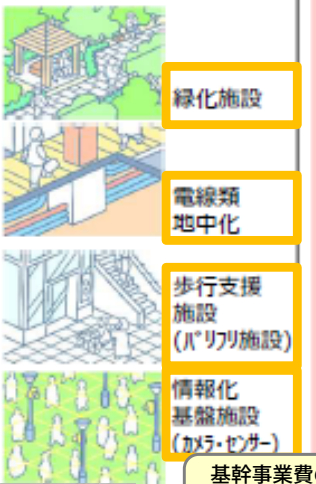 緑化施設
電線類
地中化
歩行支援
施設
(バリフリ施設)
情報化
基盤施設
(カメラ・センサー)
基幹事業費